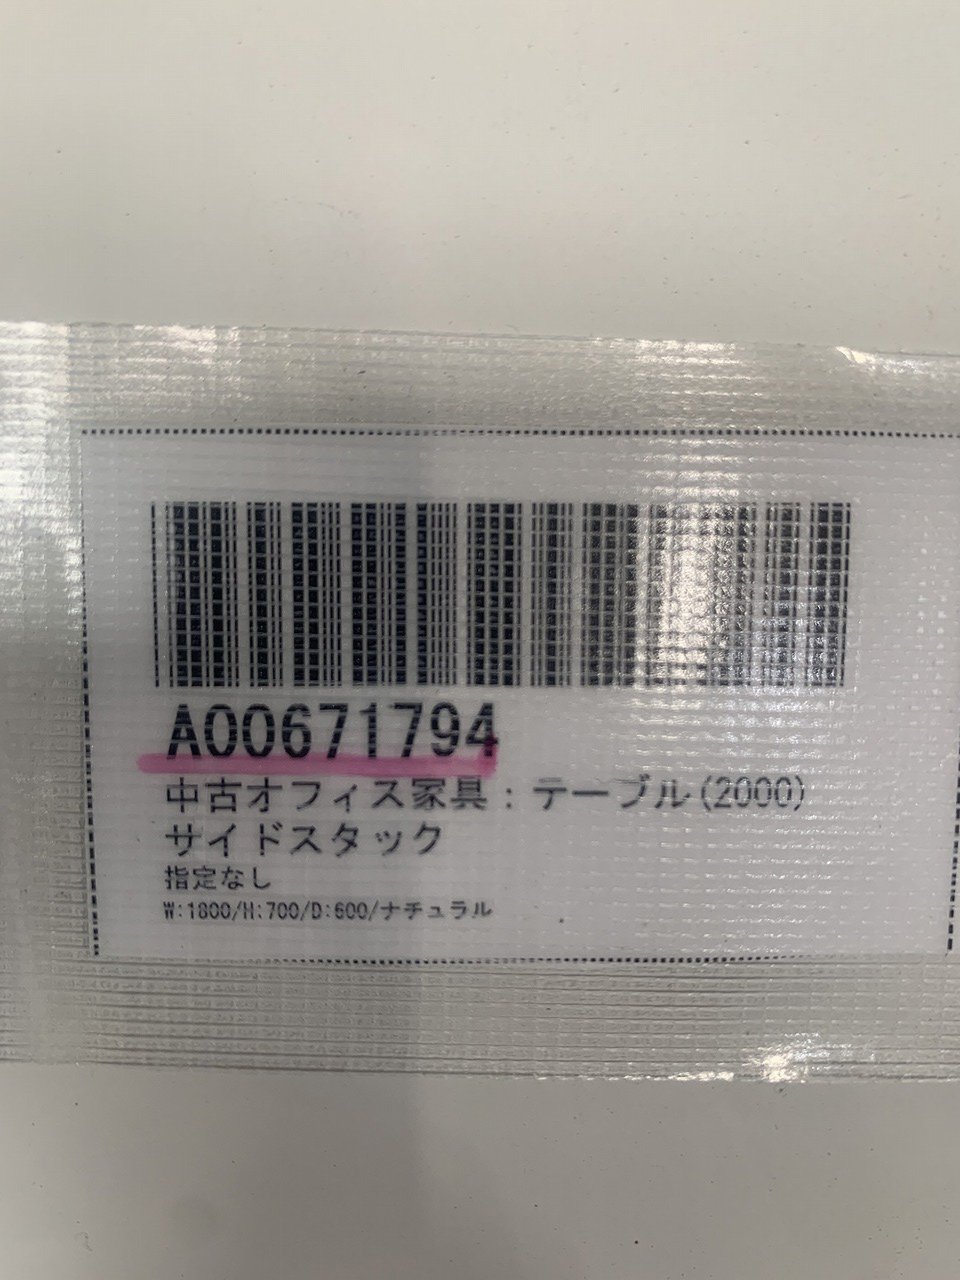 A00671794
中古オフィス家具：テーブル(2000)
サイドスタック
指定なし
W:1800/H:700/D:600/ナチュラル